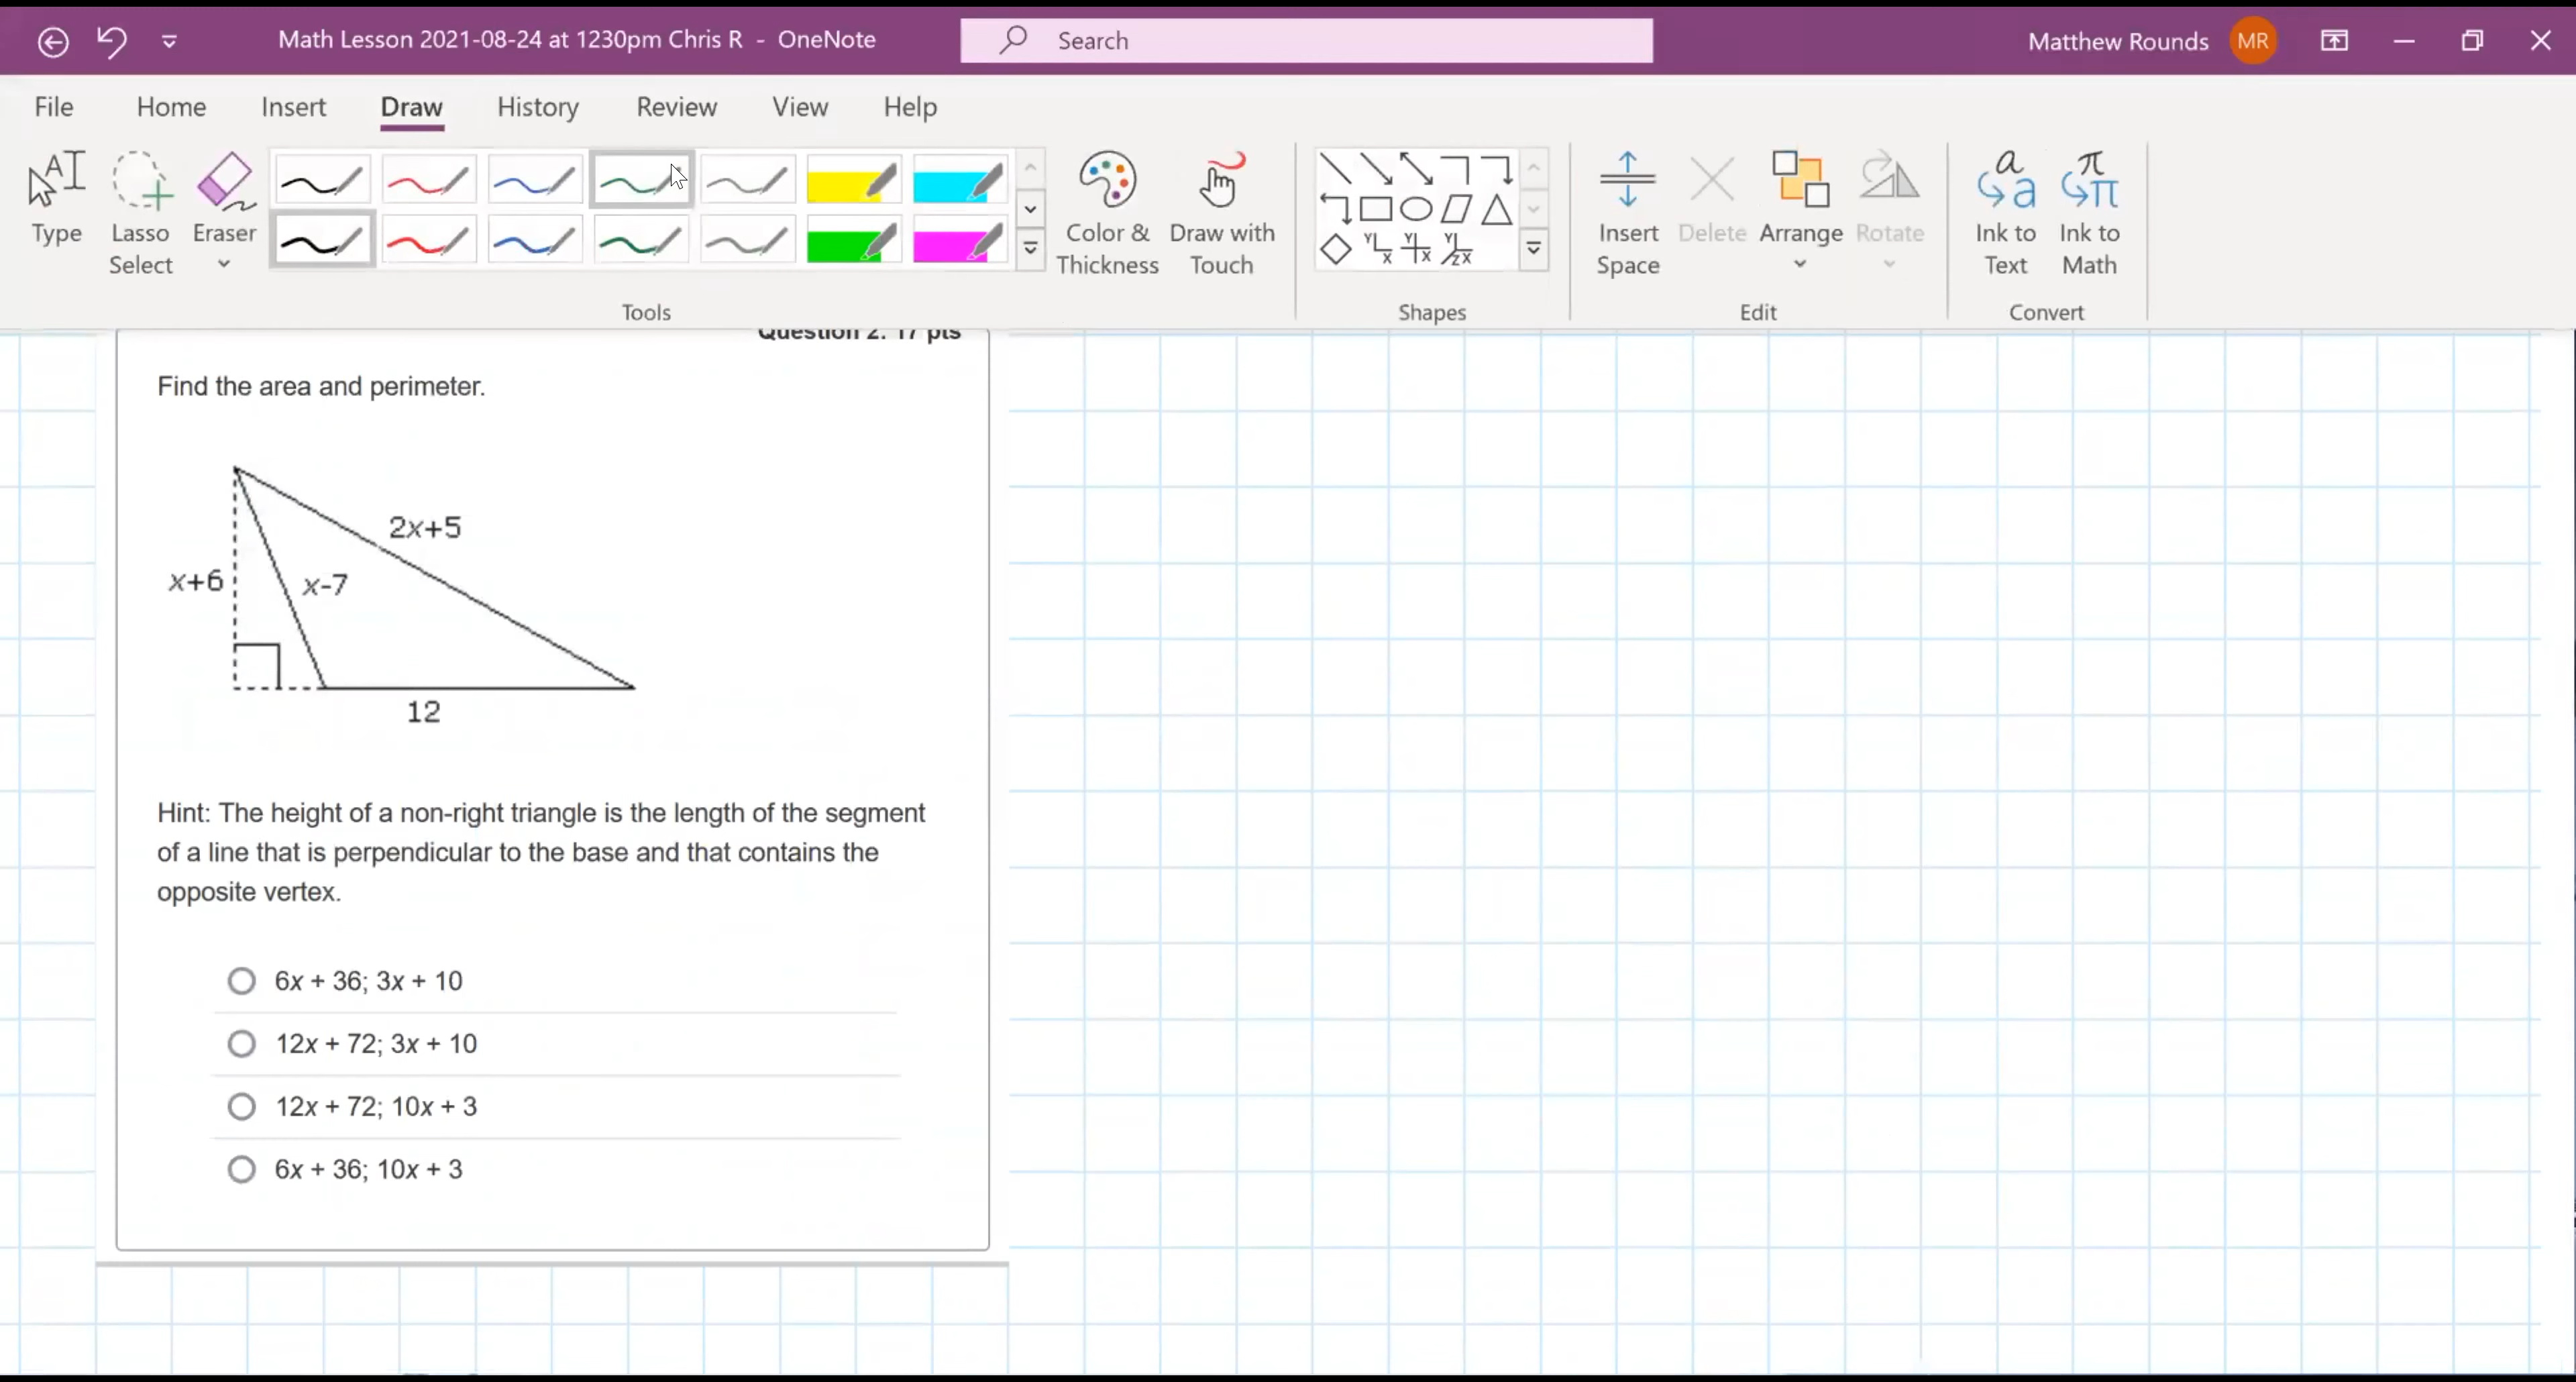 Math Lesson 2021-08-24 at 1230pm Chris R - OneNote
Search
Matthew Rounds
MR
File
Home
Insert
Draw
History
Review
View
Help
Type
Lasso
Select
Eraser
Color &
Thickness
Draw with
Touch
Insert
Space
Delete
Arrange
Rotate
Ink to
Text
Ink to
Math
Tools
Shapes
Edit
Convert
Question 2. 17 pts
Find the area and perimeter.
2x+5
x+6
x-7
12
Hint: The height of a non-right triangle is the length of the segment
of a line that is perpendicular to the base and that contains the
opposite vertex.
6x + 36; 3x + 10
12x + 72; 3x + 10
12x + 72; 10x + 3
6x + 36; 10x + 3